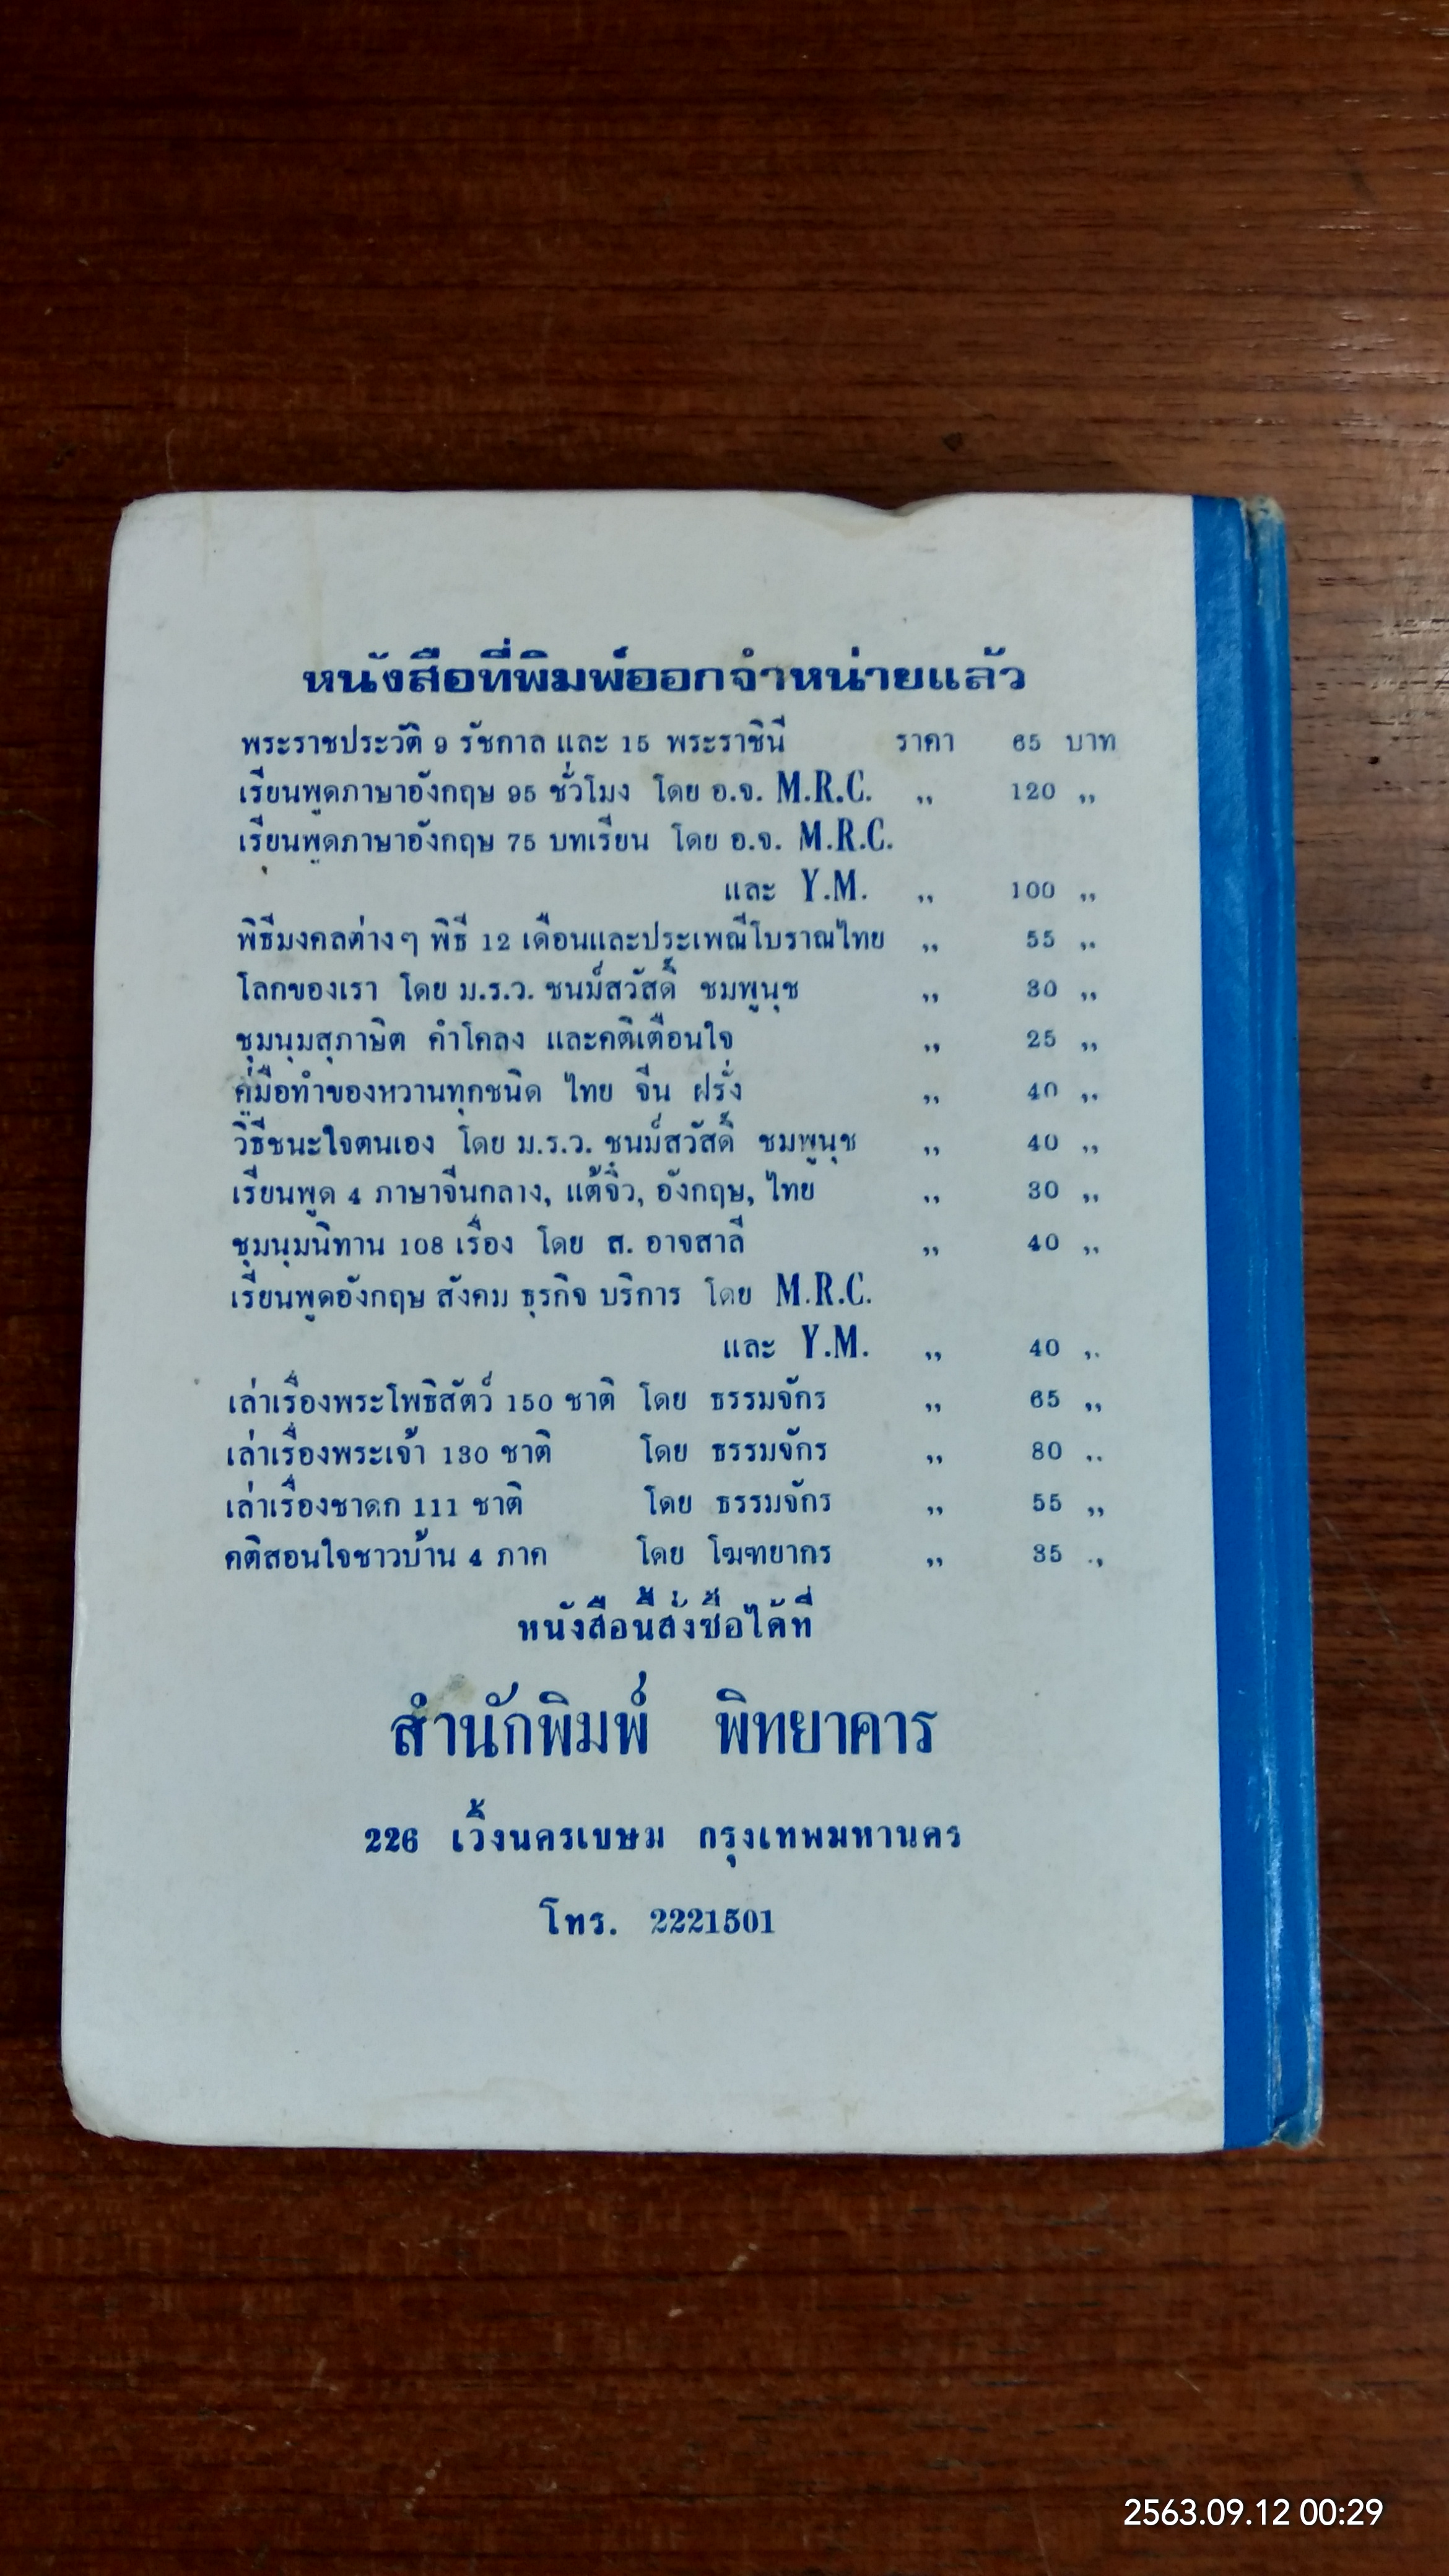 หนังสือที่พิมพ์ออกจำหน่ายแล้ว
พระราชประวัติ 9 รัชกาล และ 15 พระราชินี ราคา 65 บาท
เรียนพูดภาษาอังกฤษ 95 ชั่วโมง โดย อ.จ. M.R.C. ,, 120 ,,
เรียนพูดภาษาอังกฤษ 75 บทเรียน โดย อ.จ. M.R.C.
และ Y.M. ,, 100 ,,
พิธีมงคลต่างๆ พิธี 12 เดือนและประเพณีโบราณไทย ,, 55 ,,
โลกของเรา โดย ม.ร.ว. ชนม์สวัสดิ์ ชมพูนุช ,, 30 ,,
ชุมนุมสุภาษิต คำโคลง และคติเตือนใจ ,, 25 ,,
คู่มือทำของหวานทุกชนิด ไทย จีน ฝรั่ง ,, 40 ,,
วิธีชนะใจตนเอง โดย ม.ร.ว. ชนม์สวัสดิ์ ชมพูนุช ,, 40 ,,
เรียนพูด 4 ภาษาจีนกลาง, แต้จิ๋ว, อังกฤษ, ไทย ,, 30 ,,
ชุมนุมนิทาน 108 เรื่อง โดย ส. อาจสาลี ,, 40 ,,
เรียนพูดอังกฤษ สังคม ธุรกิจ บริการ โดย M.R.C.
และ Y.M. ,, 40 ,,
เล่าเรื่องพระโพธิสัตว์ 150 ชาติ โดย ธรรมจักร ,, 65 ,,
เล่าเรื่องพระเจ้า 130 ชาติ โดย ธรรมจักร ,, 80 ,,
เล่าเรื่องชาดก 111 ชาติ โดย ธรรมจักร ,, 55 ,,
คติสอนใจชาวบ้าน 4 ภาค โดย โฆฑยากร ,, 35 ,,
หนังสือนี้สั่งซื้อได้ที่
สำนักพิมพ์ พิทยาคาร
226 เวิ้งนครเขษม กรุงเทพมหานคร
โทร. 2221501
2563.09.12 00:29